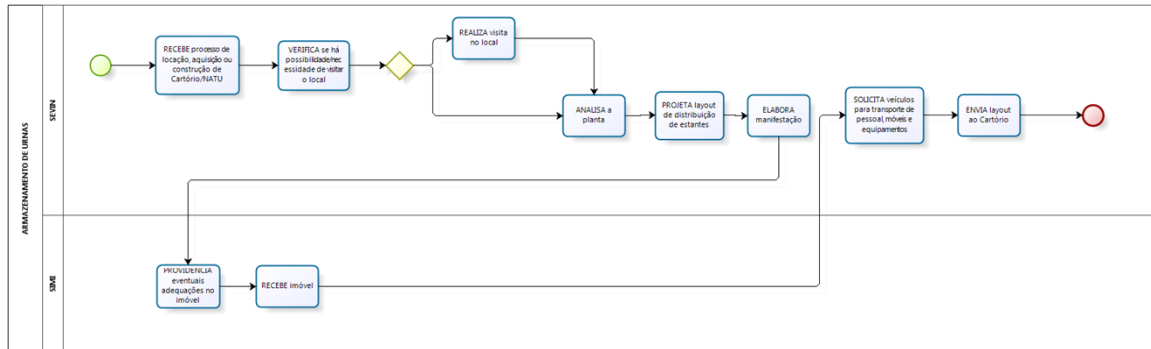 ARMAZENAMENTO DE URNAS
SEVIN
RECEBE processo de
locação, aquisição ou
construção de
Cartório/NATU
VERIFICA se há
possibilidade/nec
essidade de visitar
o local
REALIZA visita
no local
ANALISA a
planta
PROJETA layout
de distribuição
de estantes
ELABORA
manifestação
SOLICITA veículos
para transporte de
pessoal, móveis e
equipamentos
ENVIA layout
ao Cartório
PROVIDENCIA
eventuais
adequações no
imóvel
RECEBE imóvel